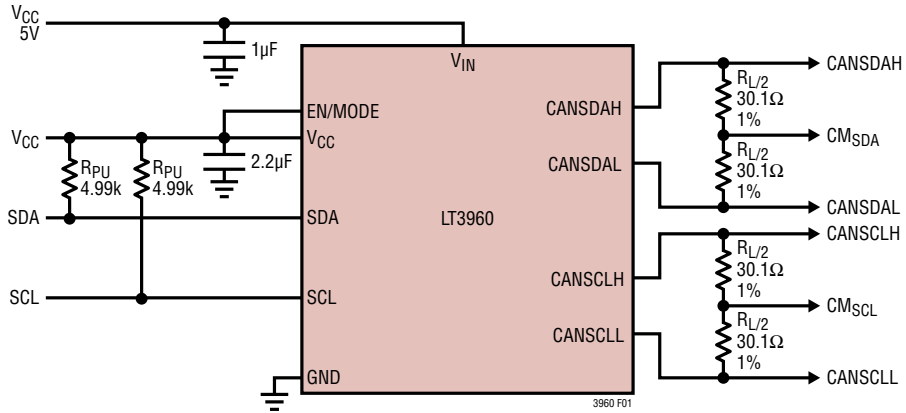 VCC
5V
1µF
VIN
EN/MODE
VCC
VCC
2.2µF
RPU
4.99k
RPU
4.99k
SDA
SDA
SCL
SCL
GND
LT3960
CANSDAH
CANSDAL
CANSCLH
CANSCLL
RL/2
30.1Ω
1%
RL/2
30.1Ω
1%
RL/2
30.1Ω
1%
RL/2
30.1Ω
1%
CANSDAH
CMSDA
CANSDAL
CANSCLH
CMSCL
CANSCLL
3960 F01